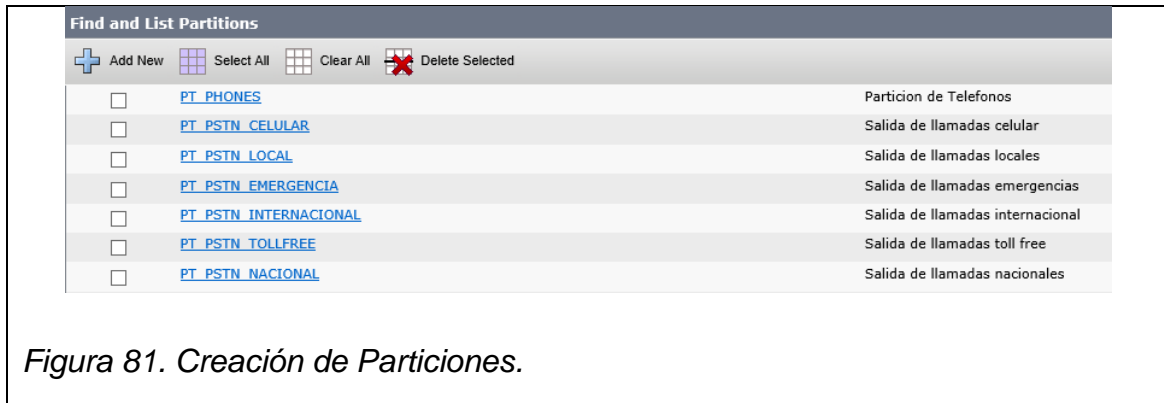 Find and List Partitions
Add New Select All Clear All Delete Selected
PT_PHONES Particion de Telefonos
PT_PSTN_CELULAR Salida de llamadas celular
PT_PSTN_LOCAL Salida de llamadas locales
PT_PSTN_EMERGENCIA Salida de llamadas emergencias
PT_PSTN_INTERNACIONAL Salida de llamadas internacional
PT_PSTN_TOLLFREE Salida de llamadas toll free
PT_PSTN_NACIONAL Salida de llamadas nacionales
Figura 81. Creación de Particiones.